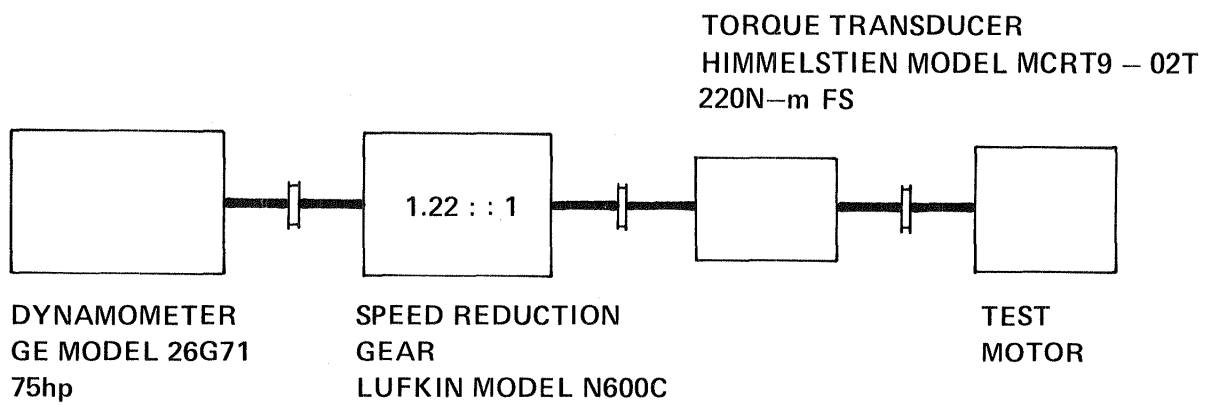 TORQUE TRANSDUCER
HIMMELSTIEN MODEL MCRT9 – 02T
220N–m FS
1.22 : : 1
DYNAMOMETER
GE MODEL 26G71
75hp
SPEED REDUCTION
GEAR
LUFKIN MODEL N600C
TEST
MOTOR